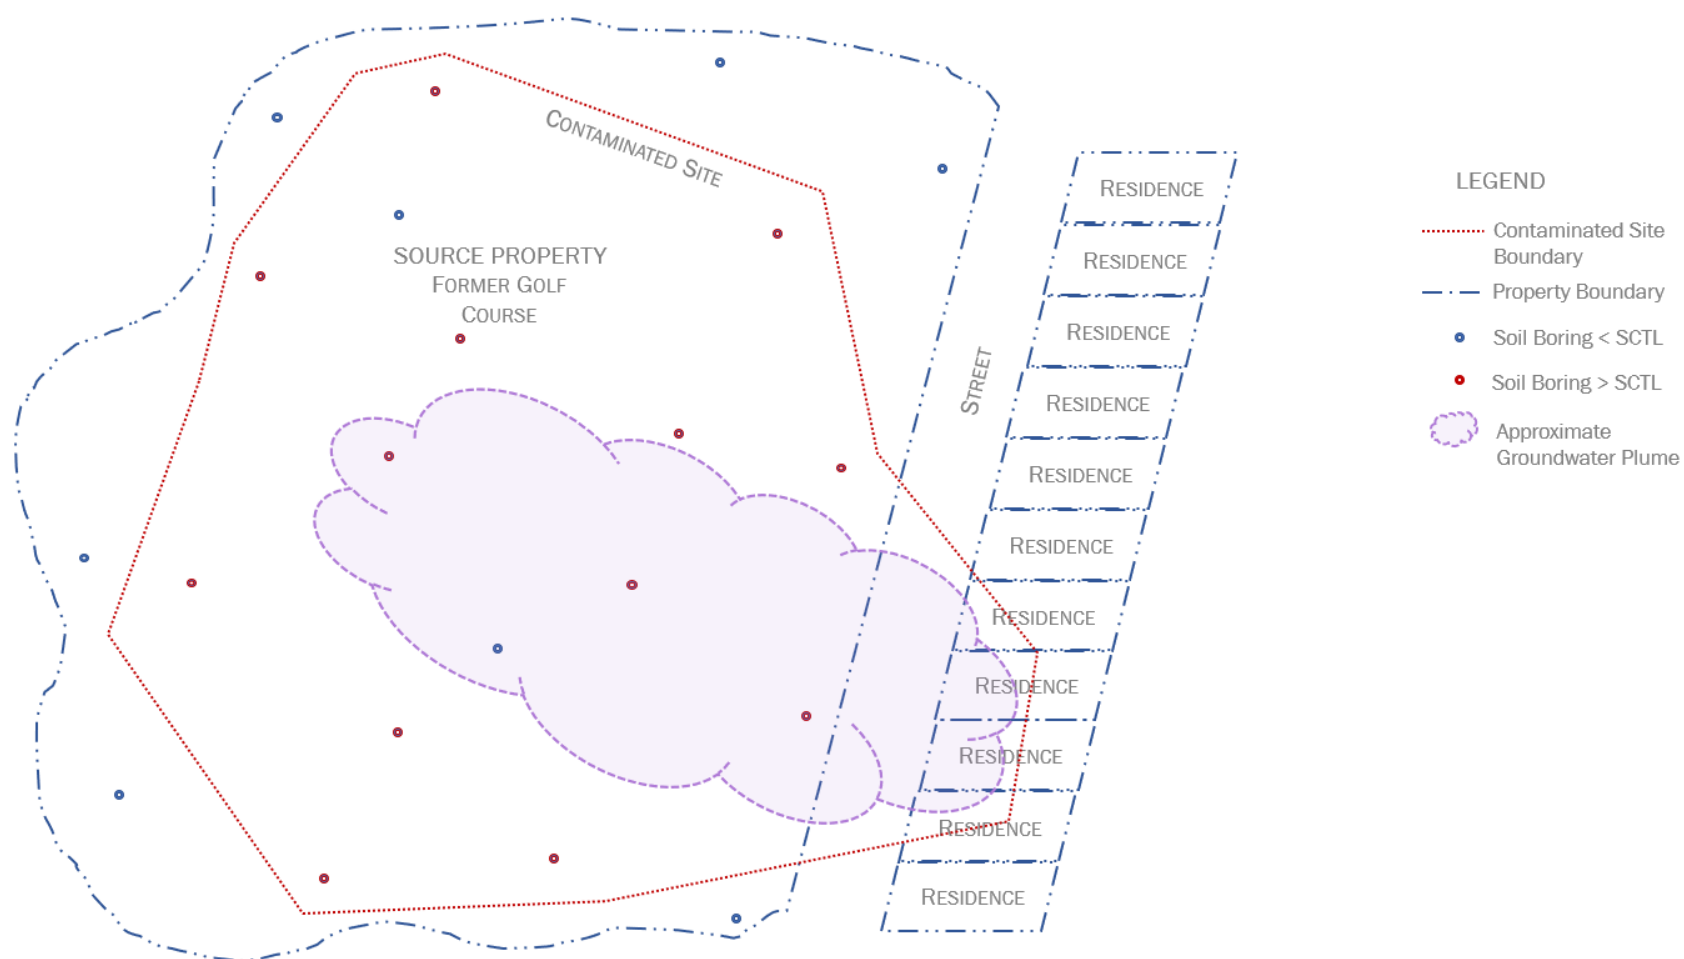 CONTAMINATED SITE
SOURCE PROPERTY
FORMER GOLF
COURSE
STREET
RESIDENCE
RESIDENCE
RESIDENCE
RESIDENCE
RESIDENCE
RESIDENCE
RESIDENCE
RESIDENCE
RESIDENCE
RESIDENCE
RESIDENCE
LEGEND
Contaminated Site
Boundary
Property Boundary
Soil Boring < SCTL
Soil Boring > SCTL
Approximate
Groundwater Plume